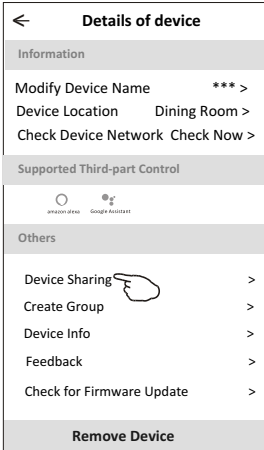 ← Details of device
Information
Modify Device Name *** >
Device Location Dining Room >
Check Device Network Check Now >
Supported Third-part Control
amazon alexa Google Assistant
Others
Device Sharing >
Create Group >
Device Info >
Feedback >
Check for Firmware Update >
Remove Device